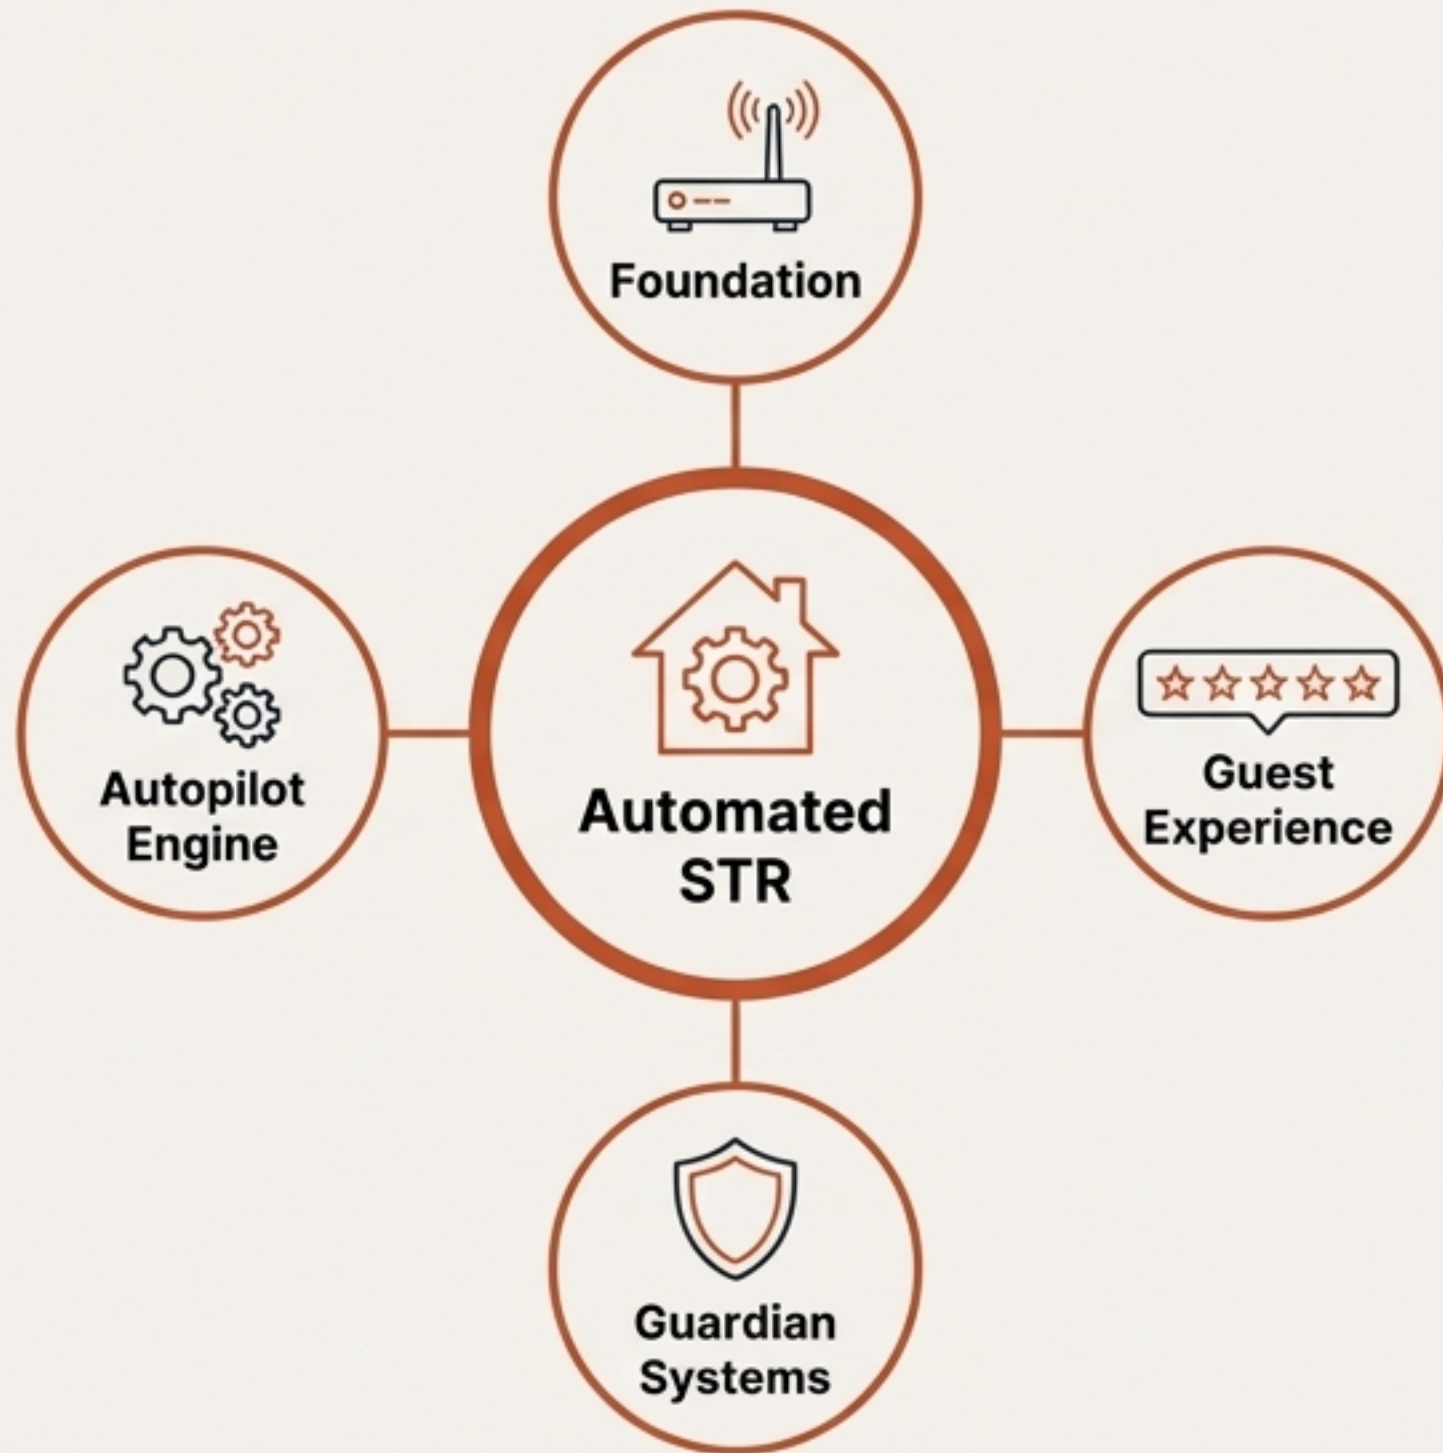 Foundation
Autopilot
Engine
Automated
STR
Guest
Experience
Guardian
Systems